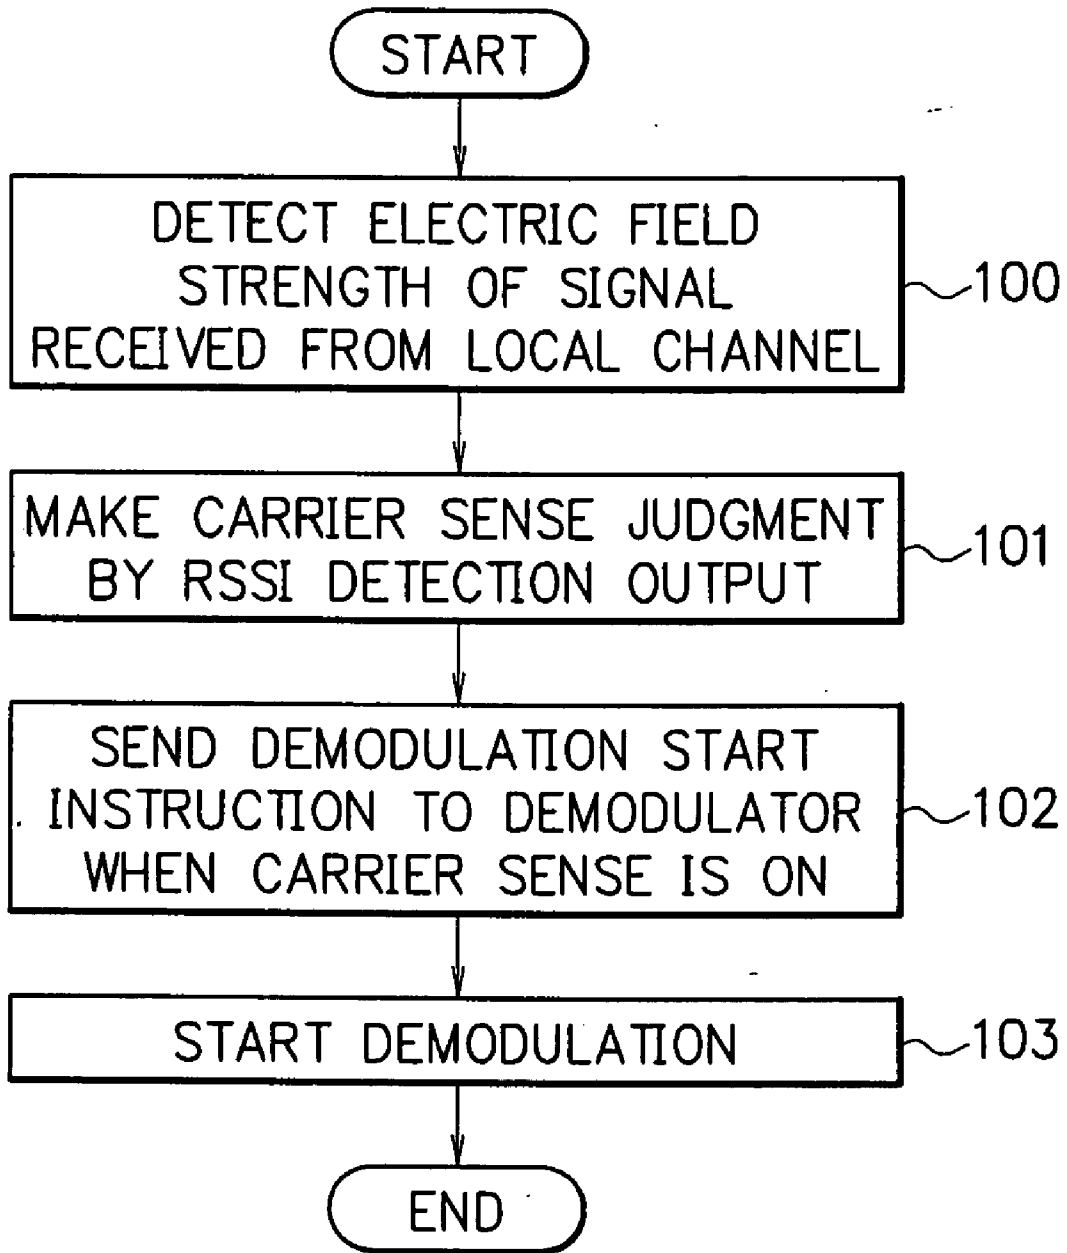 START
DETECT ELECTRIC FIELD
STRENGTH OF SIGNAL
RECEIVED FROM LOCAL CHANNEL
100
MAKE CARRIER SENSE JUDGMENT
BY RSSI DETECTION OUTPUT
101
SEND DEMODULATION START
INSTRUCTION TO DEMODULATOR
WHEN CARRIER SENSE IS ON
102
START DEMODULATION
103
END